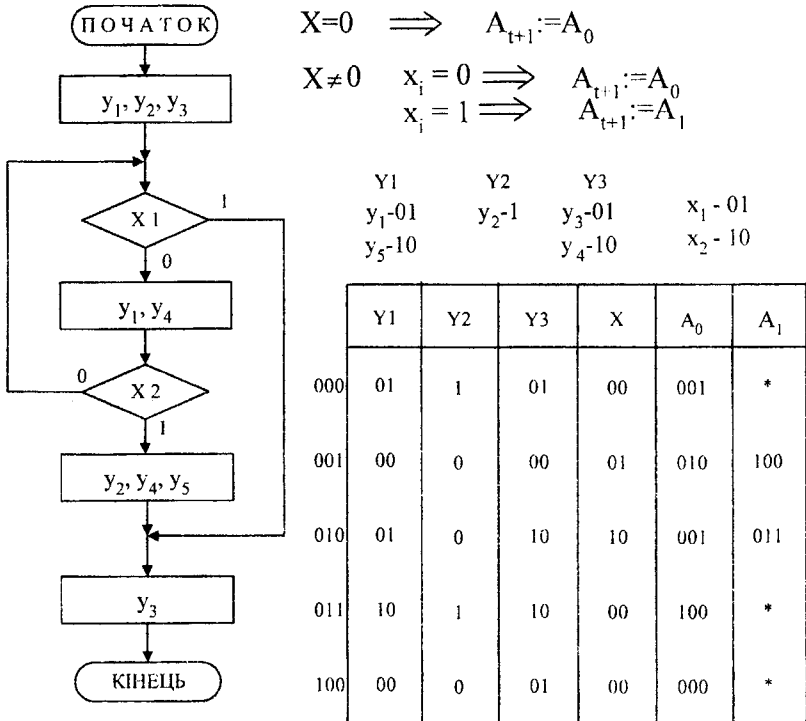 ПОЧАТОК
y₁, y₂, y₃
X 1
1
0
y₁, y₄
0
X 2
1
y₂, y₄, y₅
y₃
КІНЕЦЬ
X=0 ⟹ Aₜ₊₁:=A₀
X≠0 xᵢ = 0 ⟹ Aₜ₊₁:=A₀
xᵢ = 1 ⟹ Aₜ₊₁:=A₁
Y1 Y2 Y3
y₁-01 y₂-1 y₃-01 x₁ - 01
y₅-10 y₄-10 x₂ - 10
Y1 Y2 Y3 X A₀ A₁
000 01 1 01 00 001 *
001 00 0 00 01 010 100
010 01 0 10 10 001 011
011 10 1 10 00 100 *
100 00 0 01 00 000 *